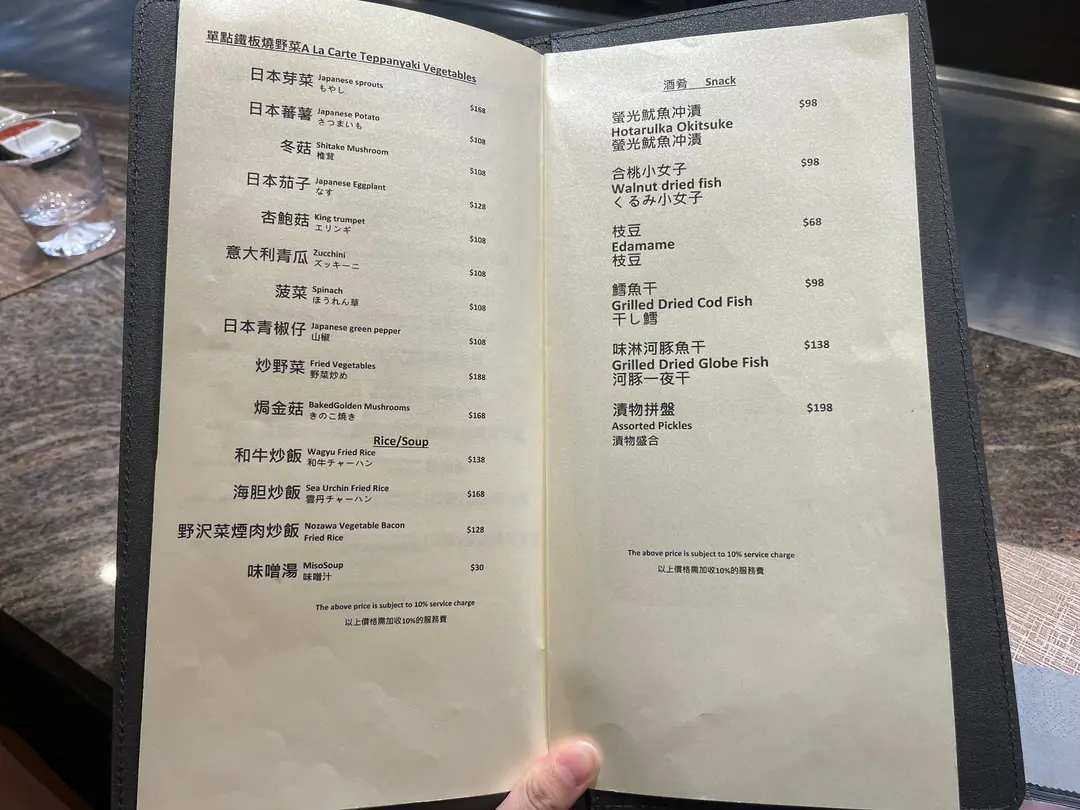 單點鐵板燒野菜A La Carte Teppanyaki Vegetables
日本芽菜 Japanese sprouts $168
もやし
日本蕃薯 Japanese Potato $108
さつまいも
冬菇 Shitake Mushroom $108
椎茸
日本茄子 Japanese Eggplant $128
なす
杏鮑菇 King trumpet $108
エリンギ
意大利青瓜 Zucchini $108
ズッキーニ
菠菜 Spinach $108
ほうれん草
日本青椒仔 Japanese green pepper $108
山椒
炒野菜 Fried Vegetables $188
野菜炒め
焗金菇 BakedGolden Mushrooms $168
きのこ焼き
Rice/Soup
和牛炒飯 Wagyu Fried Rice $138
和牛チャーハン
海胆炒飯 Sea Urchin Fried Rice $168
雲丹チャーハン
野沢菜煙肉炒飯 Nozawa Vegetable Bacon $128
Fried Rice
味噌湯 MisoSoup $30
味噌汁
The above price is subject to 10% service charge
以上價格需加收10%的服務費
酒肴 Snack
螢光魷魚冲漬 $98
Hotarulka Okitsuke
螢光魷魚冲漬
合桃小女子 $98
Walnut dried fish
くるみ小女子
枝豆 $68
Edamame
枝豆
鱈魚干 $98
Grilled Dried Cod Fish
干し鱈
味淋河豚魚干 $138
Grilled Dried Globe Fish
河豚一夜干
漬物拼盤 $198
Assorted Pickles
漬物盛合
The above price is subject to 10% service charge
以上價格需加收10%的服務費